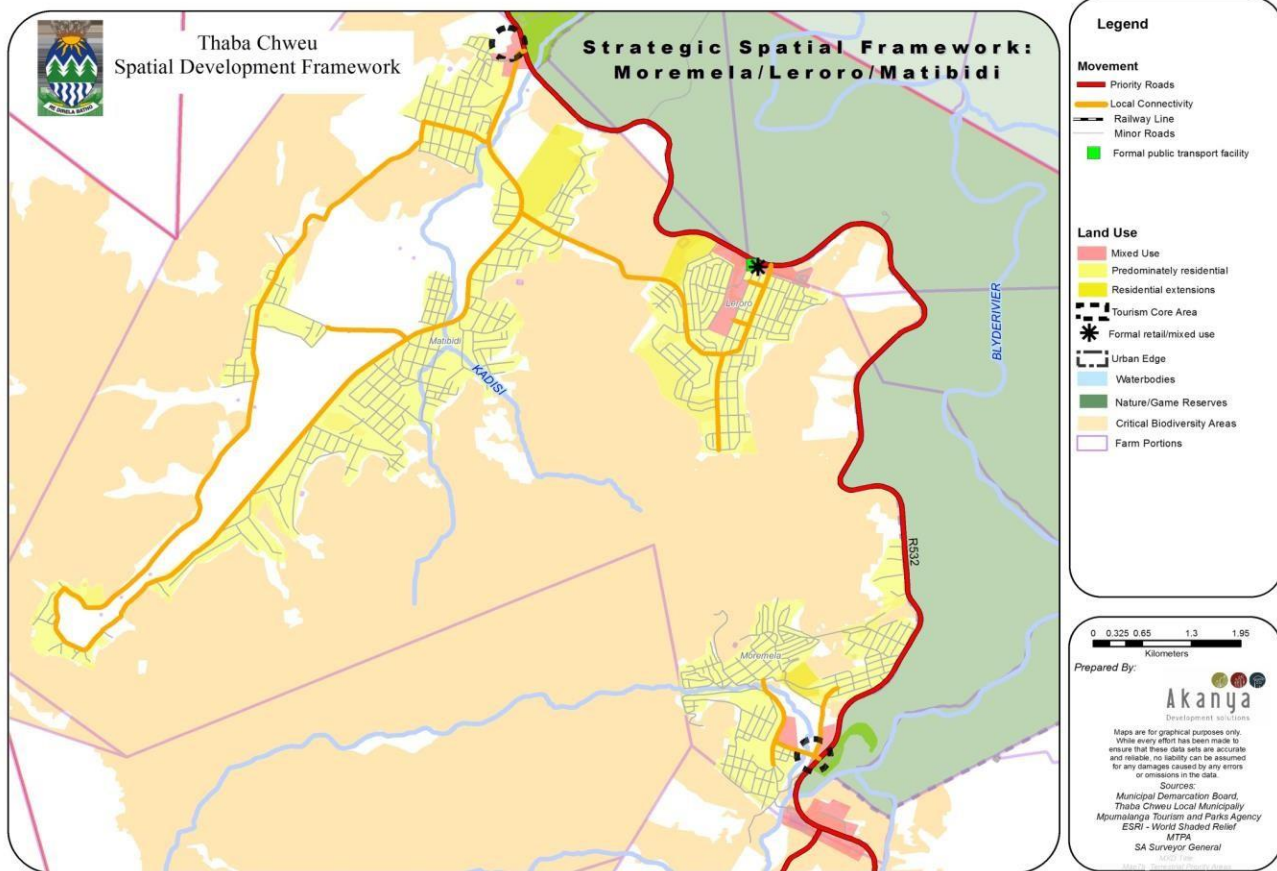 Thaba Chweu
Spatial Development Framework
Strategic Spatial Framework:
Moremela/Leroro/Matibidi
Leroro
Matibidi
KADISI
BLYDERIVIER
R532
Moremela
Legend
Movement
Priority Roads
Local Connectivity
Railway Line
Minor Roads
Formal public transport facility
Land Use
Mixed Use
Predominately residential
Residential extensions
Tourism Core Area
Formal retail/mixed use
Urban Edge
Waterbodies
Nature/Game Reserves
Critical Biodiversity Areas
Farm Portions
0 0.325 0.65 1.3 1.95
Kilometers
Prepared By:
Akanya
Development solutions
Maps are for graphical purposes only.
While every effort has been made to
ensure that these data sets are accurate
and reliable, no liability can be assumed
for any damages caused by any errors
or omissions in the data.
Sources:
Municipal Demarcation Board,
Thaba Chweu Local Municipaliy
Mpumalanga Tourism and Parks Agency
ESRI - World Shaded Relief
MTPA
SA Surveyor General